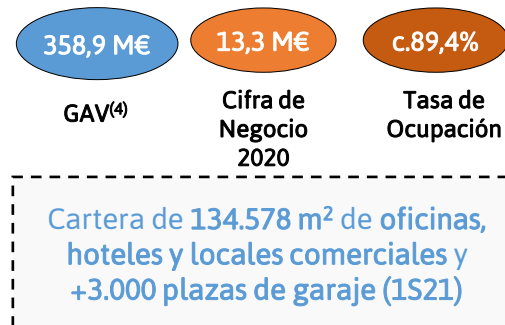 358,9 M€ 13,3 M€ c.89,4%
GAV(4)
Cifra de
Negocio
2020
Tasa de
Ocupación
Cartera de 134.578 m² de oficinas,
hoteles y locales comerciales y
+3.000 plazas de garaje (1S21)